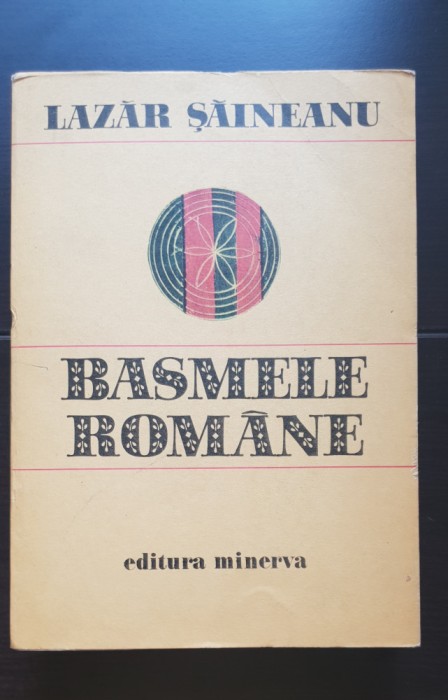 LAZĂR ŞĂINEANU
BASMELE
ROMÂNE
editura minerva